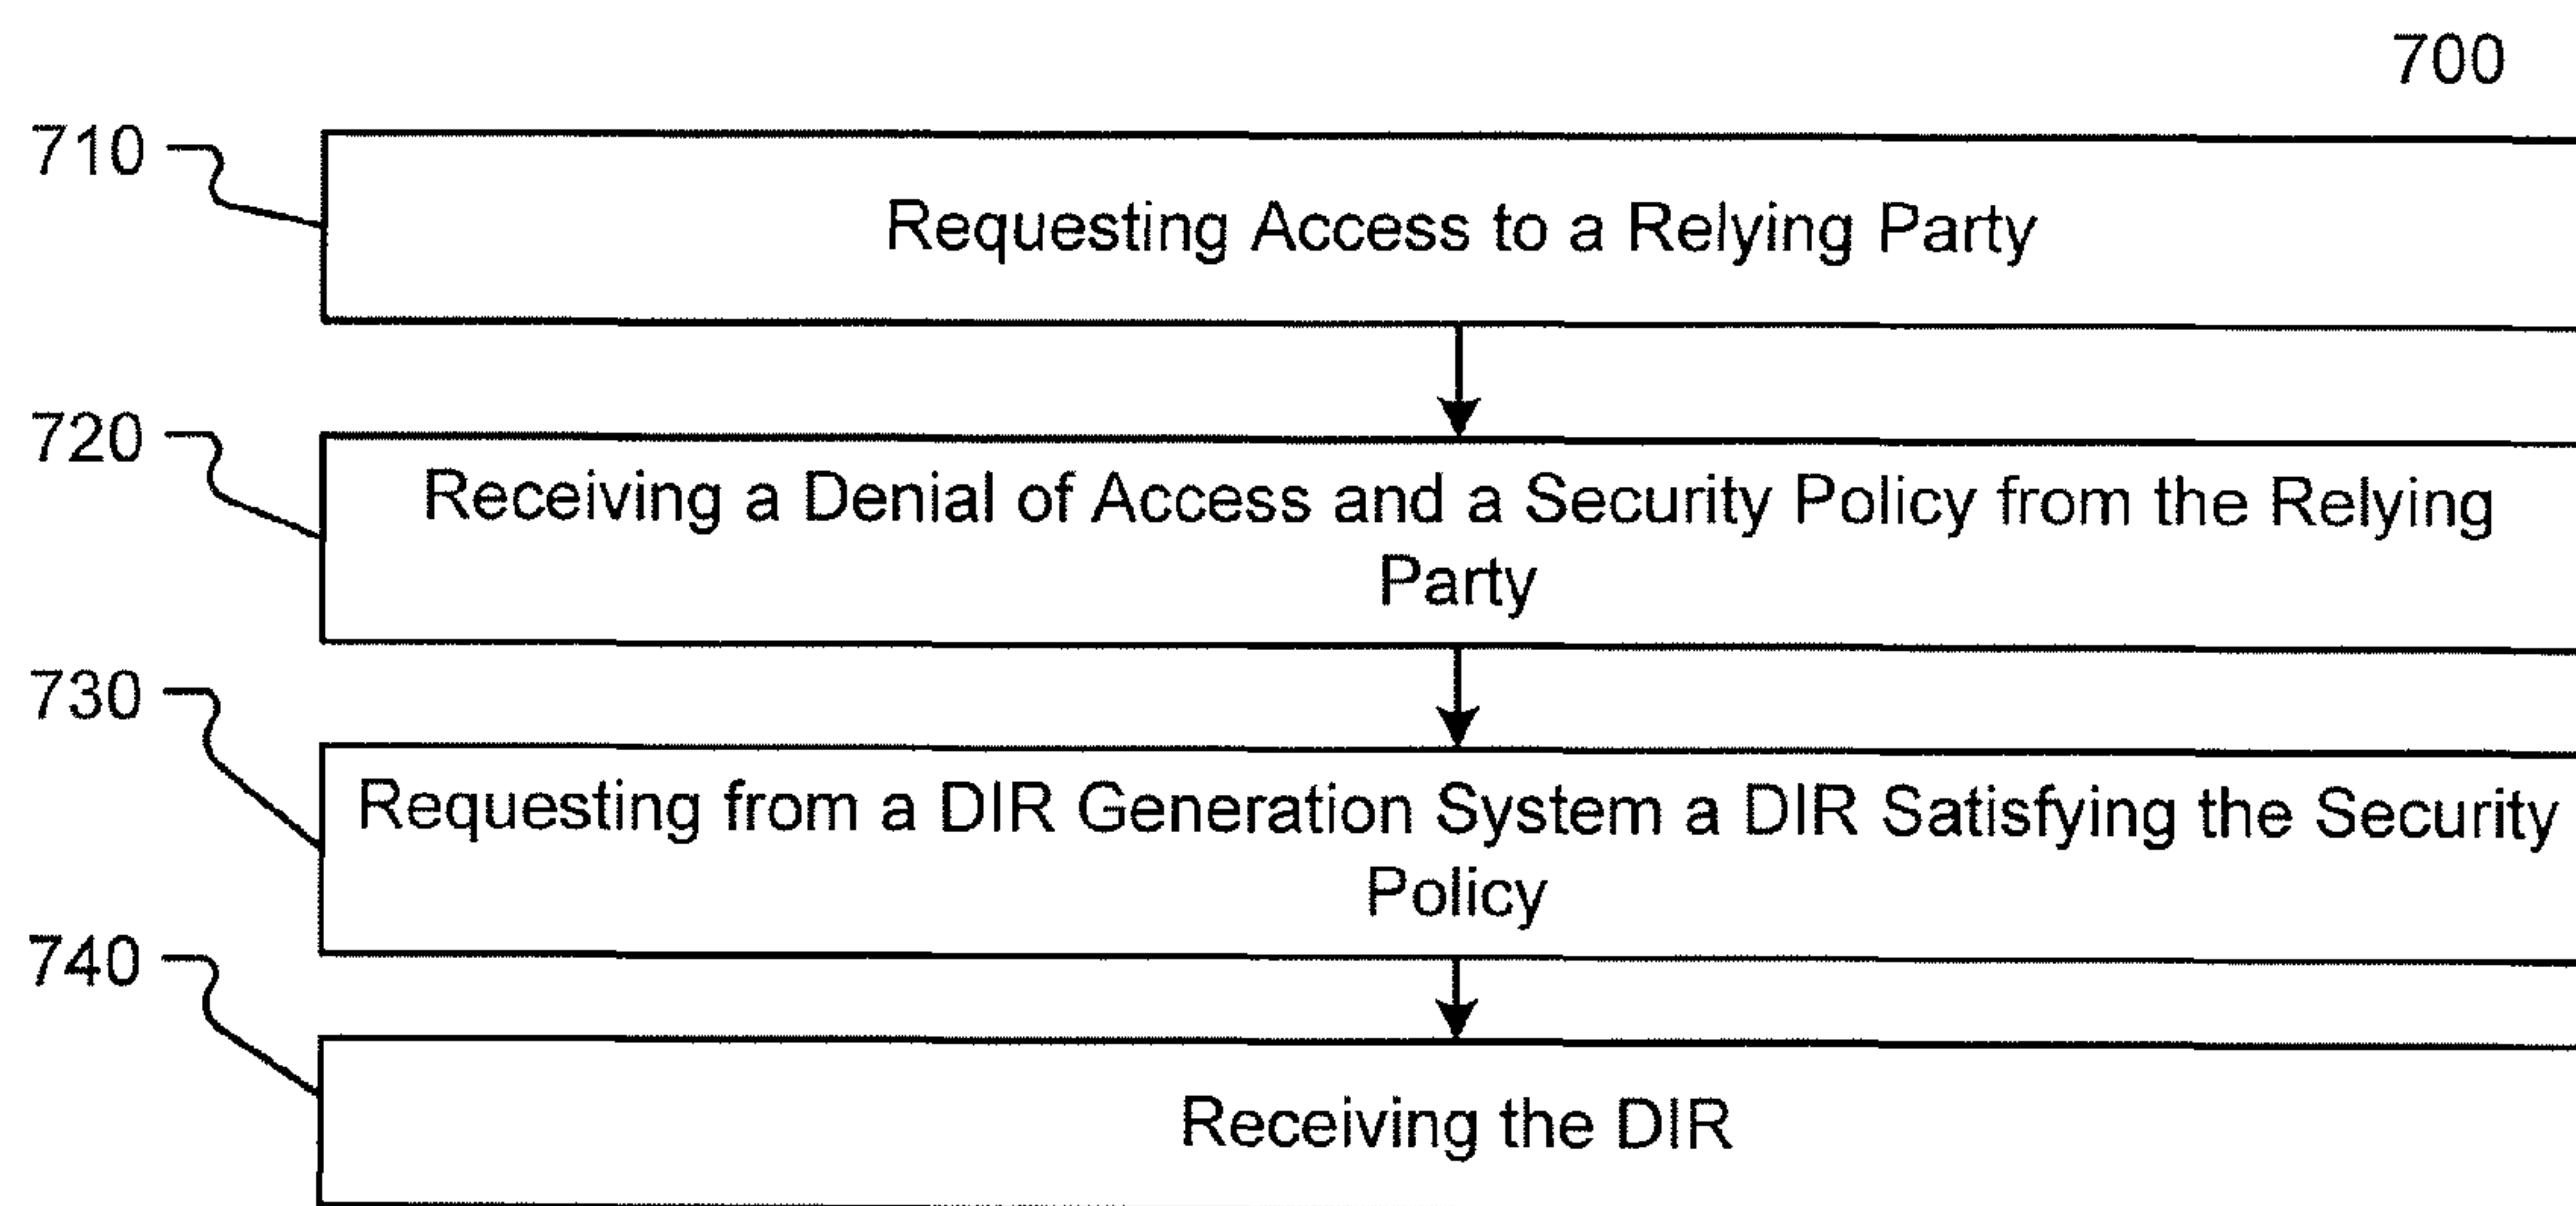 700
710
Requesting Access to a Relying Party
720
Receiving a Denial of Access and a Security Policy from the Relying
Party
730
Requesting from a DIR Generation System a DIR Satisfying the Security
Policy
740
Receiving the DIR